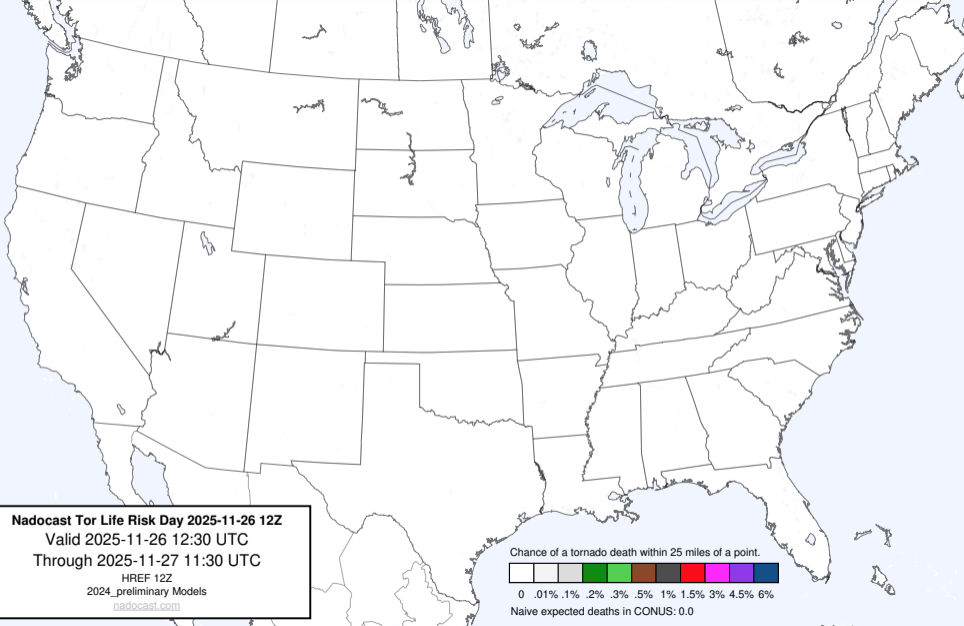 Nadocast Tor Life Risk Day 2025-11-26 12Z
Valid 2025-11-26 12:30 UTC
Through 2025-11-27 11:30 UTC
HREF 12Z
2024_preliminary Models
nadocast.com
Chance of a tornado death within 25 miles of a point.
0 .01% .1% .2% .3% .5% 1% 1.5% 3% 4.5% 6%
Naive expected deaths in CONUS: 0.0